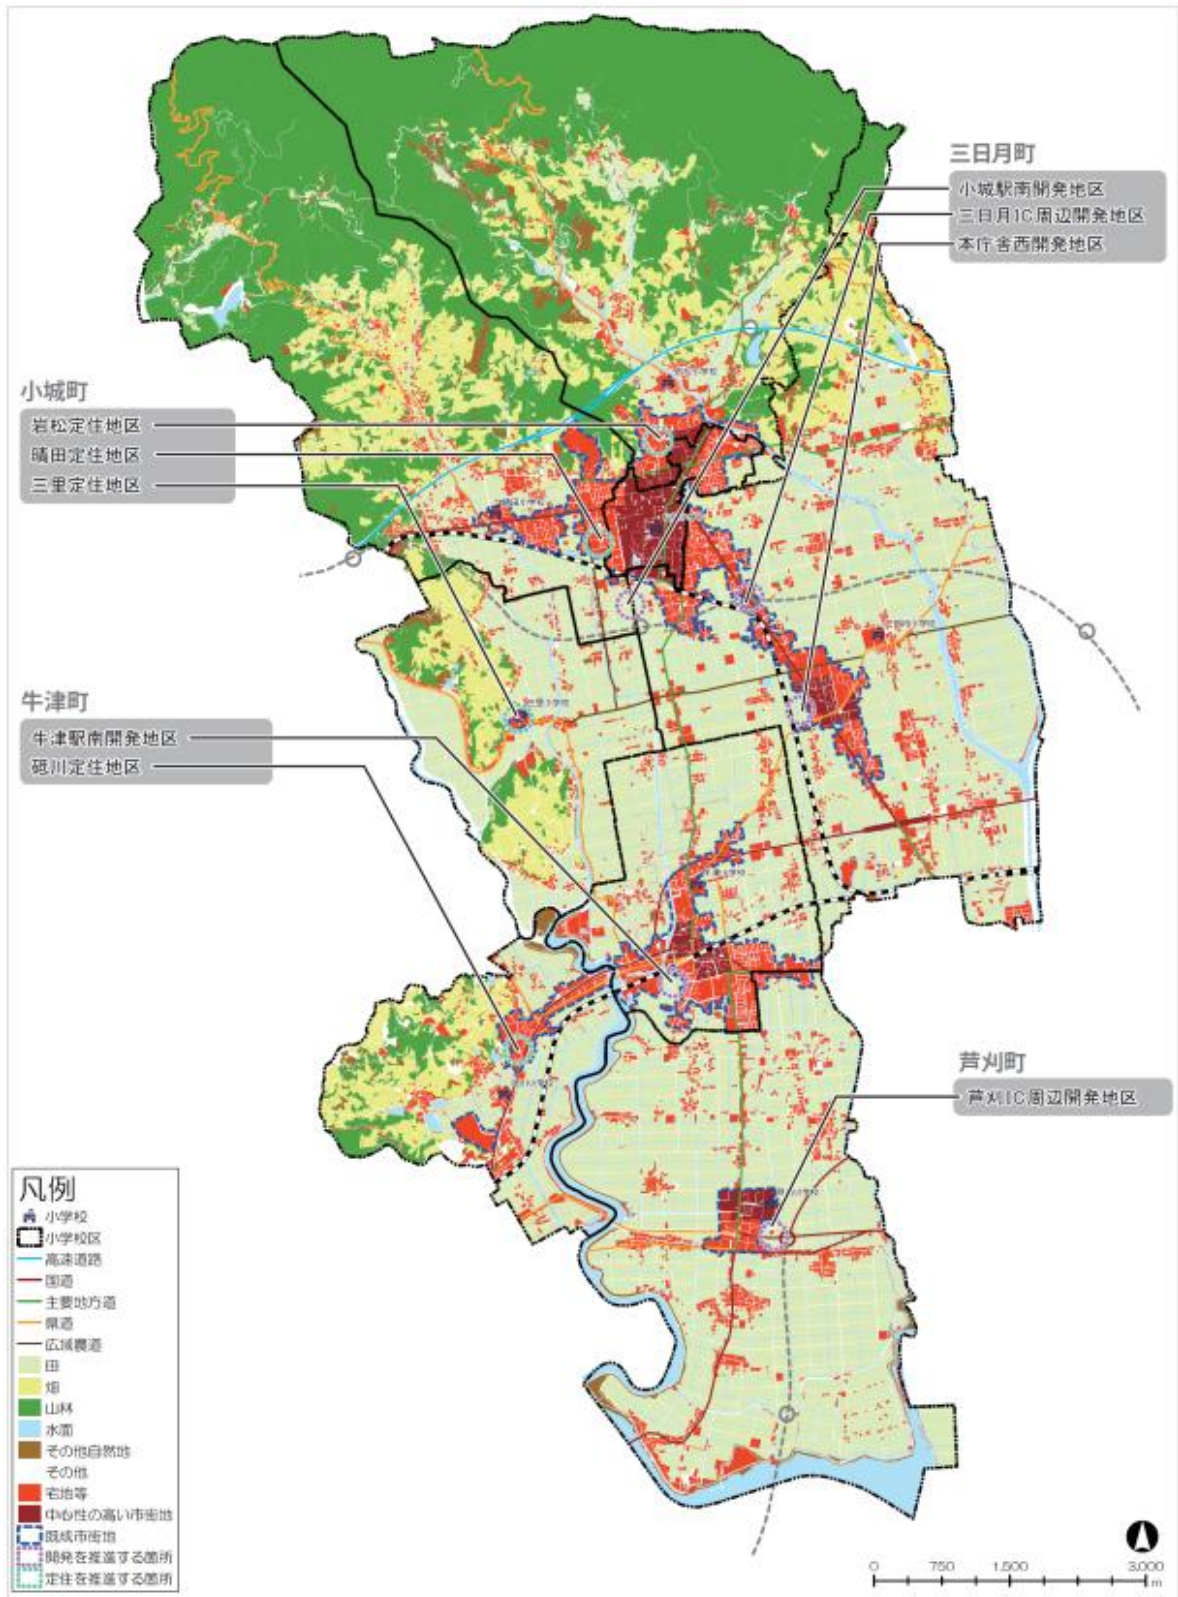 三日月町
小城駅南開発地区
三日月IC周辺開発地区
本庁舎西開発地区
小城町
岩松定住地区
晴田定住地区
三里定住地区
牛津町
牛津駅南開発地区
砥川定住地区
芦刈町
芦刈IC周辺開発地区
凡例
小学校
小学校区
高速道路
国道
主要地方道
県道
広域農道
田
畑
山林
水面
その他自然地
その他
宅地等
中心性の高い市街地
既成市街地
開発を推進する箇所
定住を推進する箇所
0 750 1,500 3,000
m